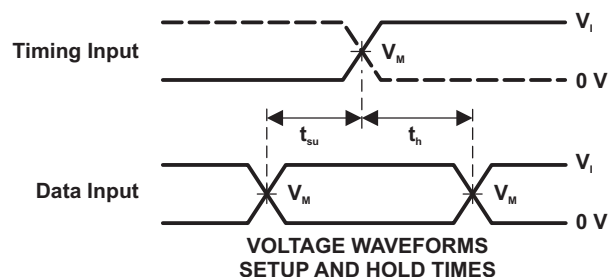 V_I
Timing Input
V_M
0 V
t_su
t_h
V_I
Data Input
V_M
V_M
0 V
VOLTAGE WAVEFORMS
SETUP AND HOLD TIMES